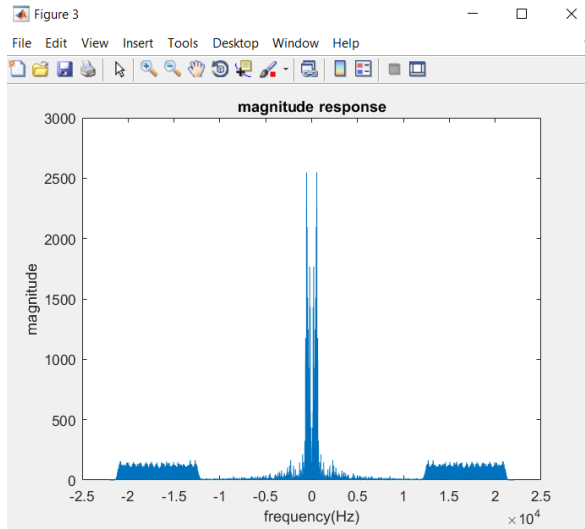 Figure 3
File Edit View Insert Tools Desktop Window Help
magnitude response
3000
2500
2000
1500
1000
500
0
magnitude
-2.5 -2 -1.5 -1 -0.5 0 0.5 1 1.5 2 2.5
frequency(Hz)
×10⁴